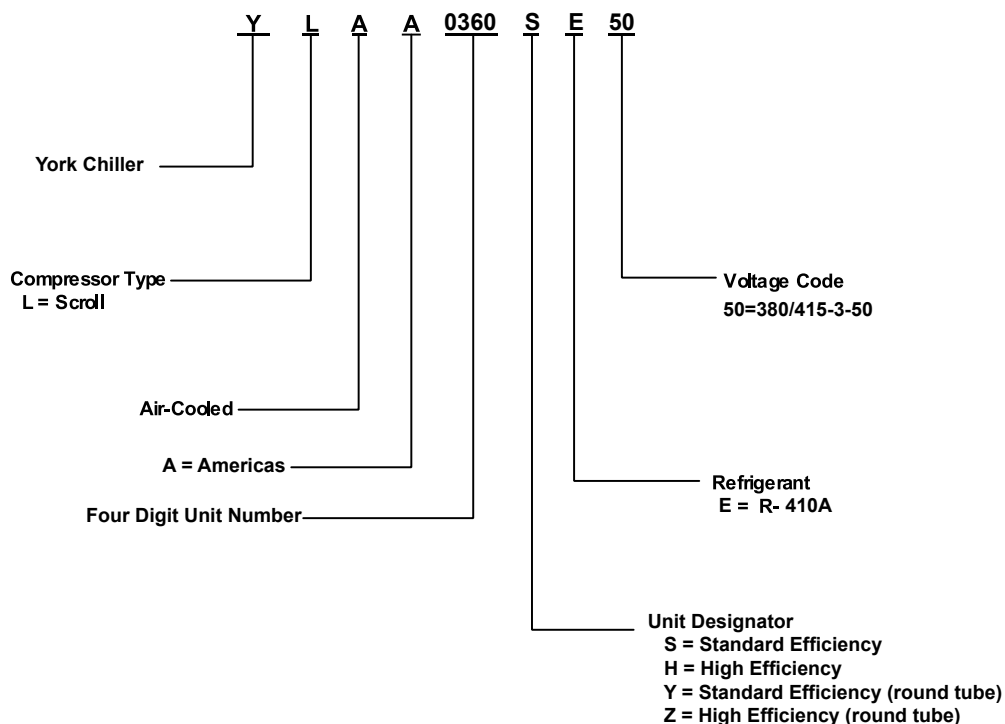 Y L A A 0360 S E 50
York Chiller
Compressor Type
L = Scroll
Voltage Code
50=380/415-3-50
Air-Cooled
A = Americas
Refrigerant
E = R- 410A
Four Digit Unit Number
Unit Designator
S = Standard Efficiency
H = High Efficiency
Y = Standard Efficiency (round tube)
Z = High Efficiency (round tube)